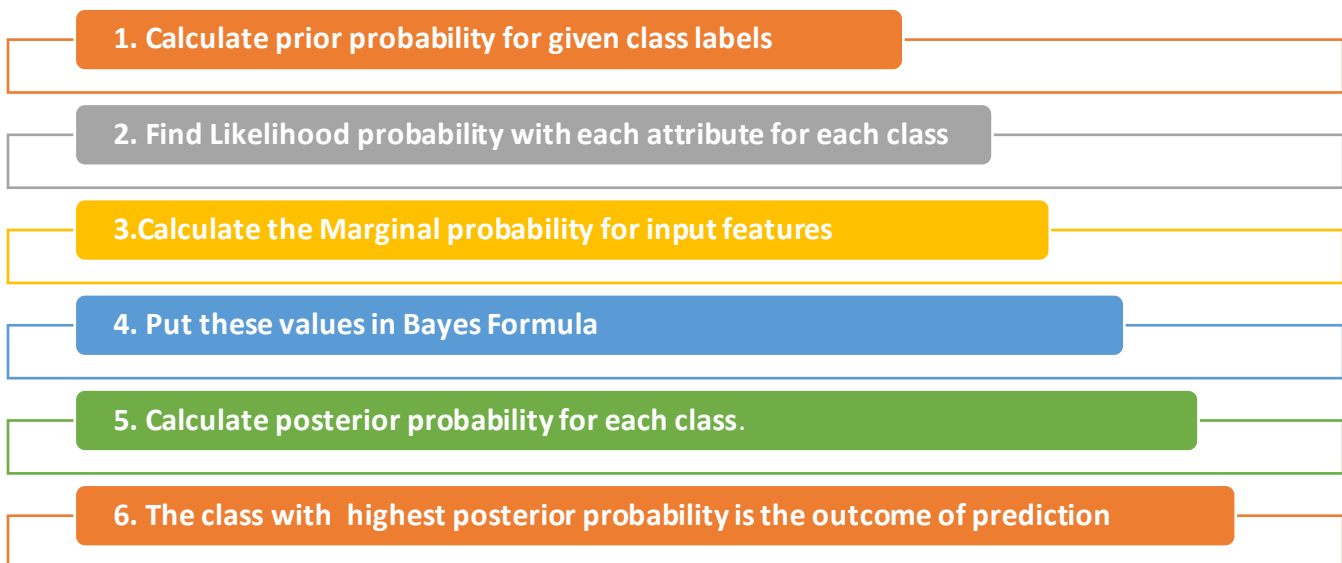 1. Calculate prior probability for given class labels
2. Find Likelihood probability with each attribute for each class
3.Calculate the Marginal probability for input features
4. Put these values in Bayes Formula
5. Calculate posterior probability for each class.
6. The class with  highest posterior probability is the outcome of prediction